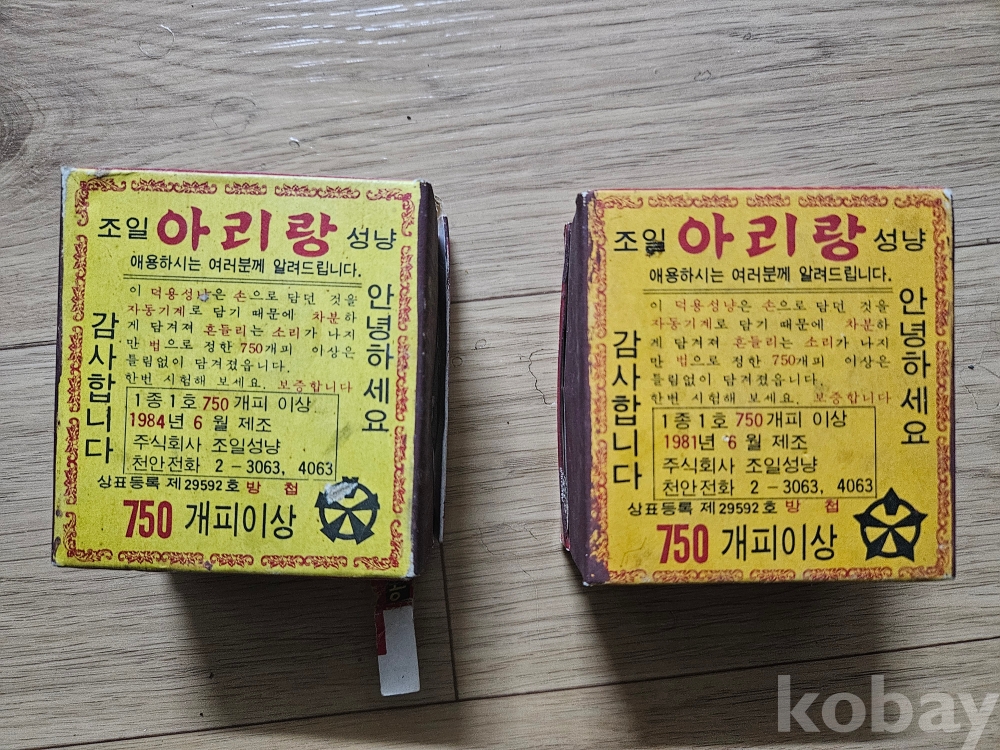 조일 아리랑 성냥
애용하시는 여러분께 알려드립니다.
감사합니다
이 덕용성냥은 손으로 담던 것을
자동기계로 담기 때문에 차분하
게 담겨져 흔들리는 소리가 나지
만 법으로 정한 750개피 이상은
틀림없이 담겨졌읍니다.
한번 시험해 보세요. 보증합니다
안녕하세요
1종 1호 750 개피 이상
1984년 6월 제조
주식회사 조일성냥
천안전화 2-3063, 4063
상표등록 제29592호 방첩
750 개피이상
조일 아리랑 성냥
애용하시는 여러분께 알려드립니다.
감사합니다
이 덕용성냥은 손으로 담던 것을
자동기계로 담기 때문에 차분하
게 담겨져 흔들리는 소리가 나지
만 법으로 정한 750개피 이상은
틀림없이 담겨졌읍니다.
한번 시험해 보세요. 보증합니다
안녕하세요
1종 1호 750개피 이상
1981년 6월 제조
주식회사 조일성냥
천안전화 2-3063, 4063
상표등록 제29592호 방첩
750 개피이상
kobay